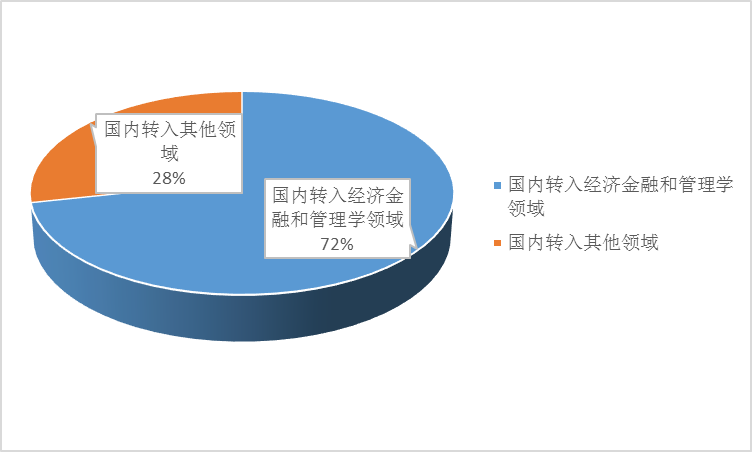 国内转入其他领
域
28%
国内转入经济金
融和管理学领域
72%
国内转入经济金融和管理学
领域
国内转入其他领域